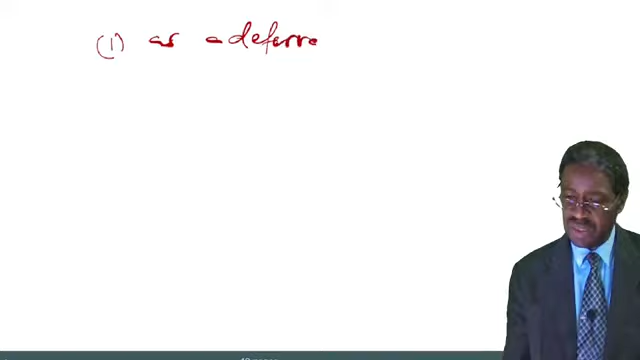 (1) as a deferre